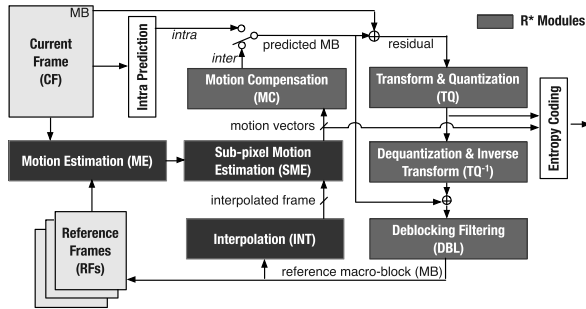 MB
R* Modules
Current
Frame
(CF)
Intra Prediction
intra
inter
predicted MB
residual
Motion Compensation
(MC)
Transform & Quantization
(TQ)
Entropy Coding
motion vectors
Motion Estimation (ME)
Sub-pixel Motion
Estimation (SME)
Dequantization & Inverse
Transform (TQ⁻¹)
interpolated frame
Reference
Frames
(RFs)
Interpolation (INT)
Deblocking Filtering
(DBL)
reference macro-block (MB)